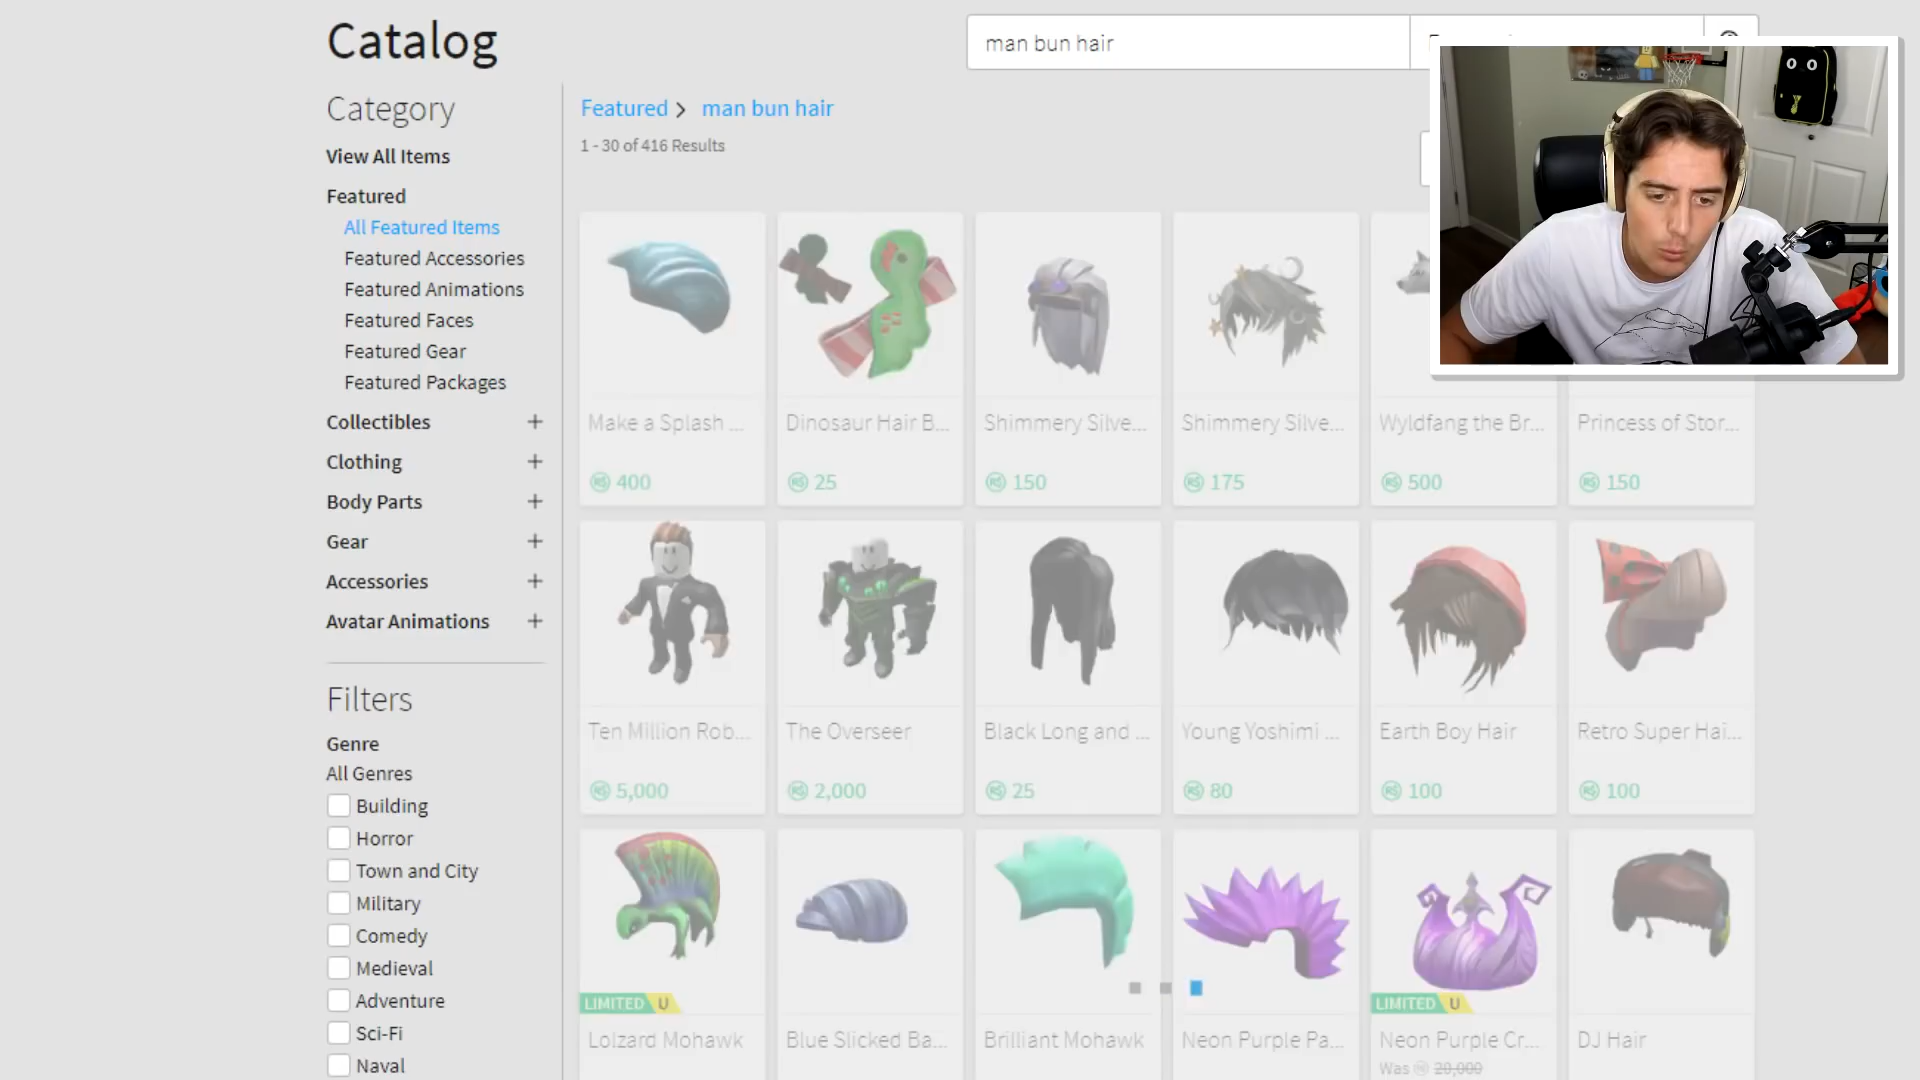 Catalog
man bun hair
Category
View All Items
Featured
All Featured Items
Featured Accessories
Featured Animations
Featured Faces
Featured Gear
Featured Packages
Collectibles +
Clothing +
Body Parts +
Gear +
Accessories +
Avatar Animations +
Filters
Genre
All Genres
Building
Horror
Town and City
Military
Comedy
Medieval
Adventure
Sci-Fi
Naval
Featured > man bun hair
1 - 30 of 416 Results
Make a Splash ...
400
Dinosaur Hair B...
25
Shimmery Silve...
150
Shimmery Silve...
175
Wyldfang the Br...
500
Princess of Stor...
150
Ten Million Rob...
5,000
The Overseer
2,000
Black Long and ...
25
Young Yoshimi ...
80
Earth Boy Hair
100
Retro Super Hai...
100
LIMITED U
Lolzard Mohawk
Blue Slicked Ba...
Brilliant Mohawk
Neon Purple Pa...
LIMITED U
Neon Purple Cr...
Was 20,000
DJ Hair